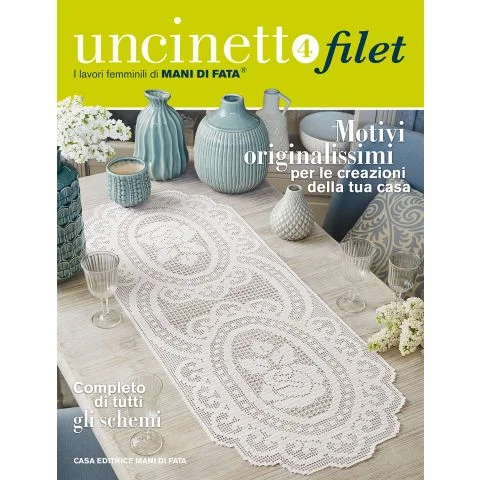 uncinetto 4 filet
I lavori femminili di MANI DI FATA®
Motivi
originalissimi
per le creazioni
della tua casa
Completo
di tutti
gli schemi
CASA EDITRICE MANI DI FATA